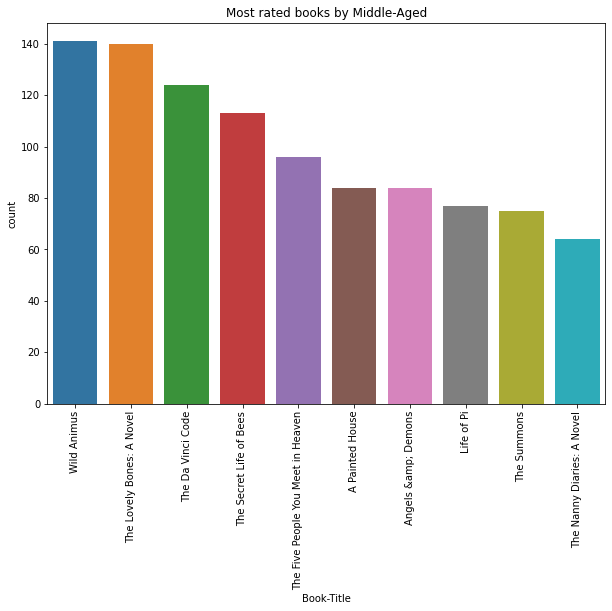 Most rated books by Middle-Aged
count
140
120
100
80
60
40
20
0
Wild Animus
The Lovely Bones: A Novel
The Da Vinci Code
The Secret Life of Bees
The Five People You Meet in Heaven
A Painted House
Angels &amp; Demons
Life of Pi
The Summons
The Nanny Diaries: A Novel
Book-Title